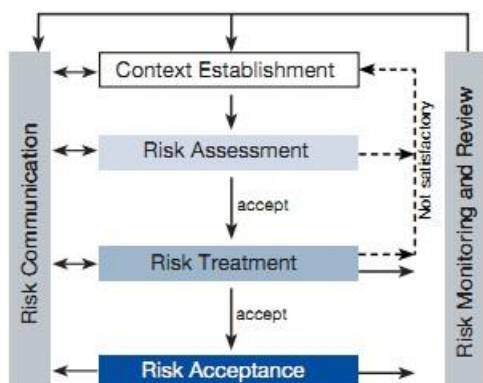 Context Establishment
Risk Assessment
accept
Risk Treatment
accept
Risk Acceptance
Risk Communication
Not satisfactory
Risk Monitoring and Review